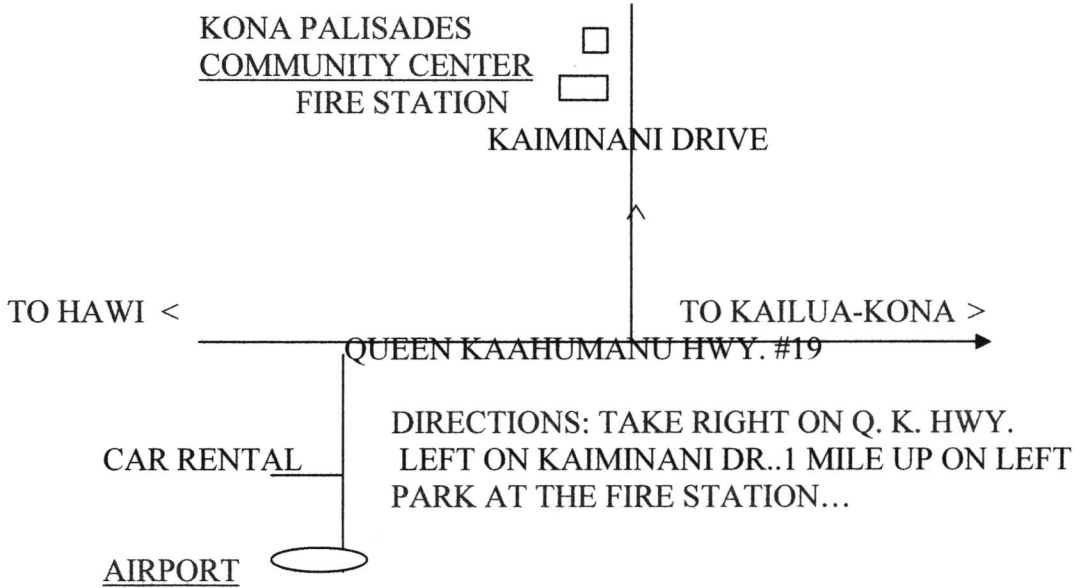 KONA PALISADES
COMMUNITY CENTER
FIRE STATION
KAIMINANI DRIVE
TO HAWI <
TO KAILUA-KONA >
QUEEN KAAHUMANU HWY. #19
DIRECTIONS: TAKE RIGHT ON Q. K. HWY.
LEFT ON KAIMINANI DR..1 MILE UP ON LEFT
PARK AT THE FIRE STATION…
CAR RENTAL
AIRPORT